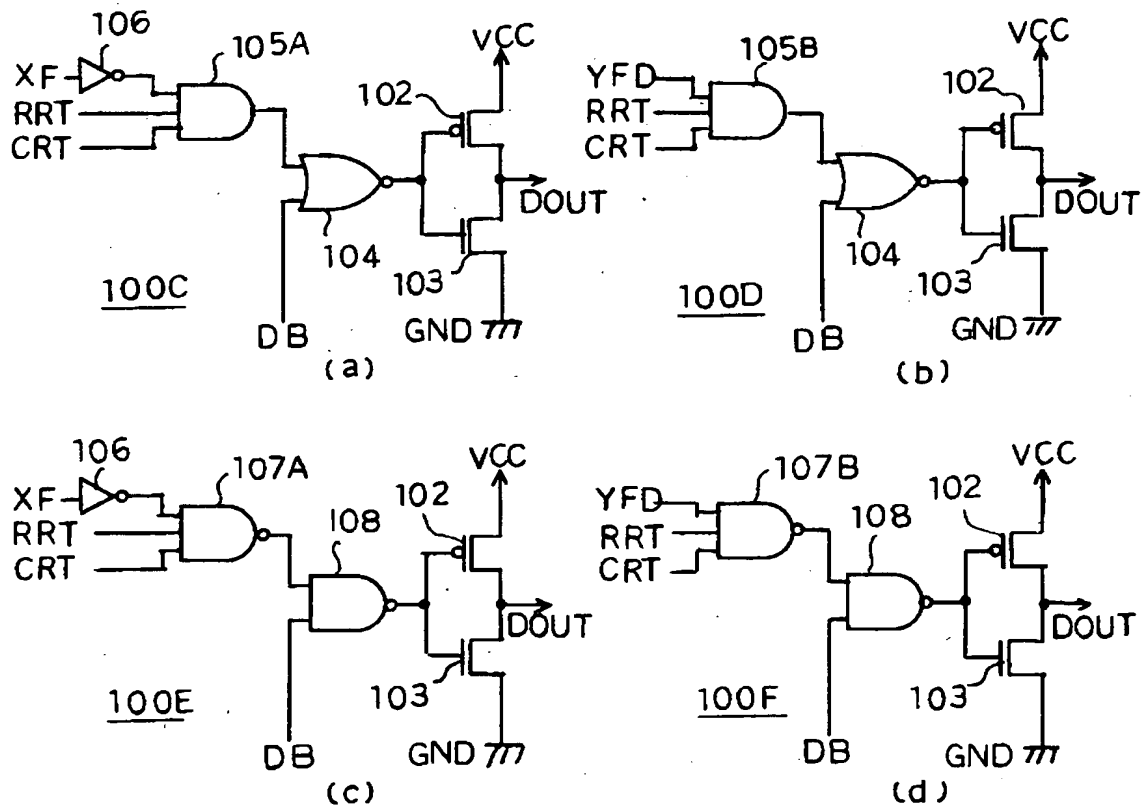 106
105A
XF
RRT
CRT
102
VCC
DOUT
104
103
100C
DB
GND
(a)
105B
YFD
RRT
CRT
102
VCC
DOUT
104
103
100D
DB
GND
(b)
106
107A
XF
RRT
CRT
108
102
VCC
DOUT
103
100E
DB
GND
(c)
107B
YFD
RRT
CRT
108
102
VCC
DOUT
103
100F
DB
GND
(d)